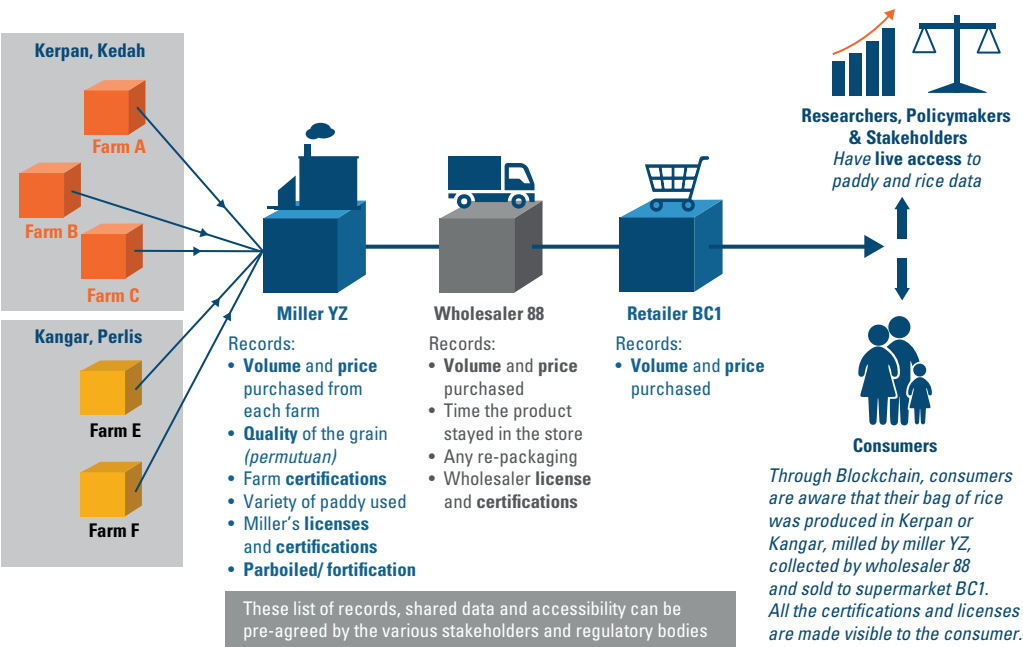 Kerpan, Kedah
Farm A
Farm B
Farm C
Kangar, Perlis
Farm E
Farm F
Miller YZ
Records:
• Volume and price
purchased from
each farm
• Quality of the grain
(permutuan)
• Farm certifications
• Variety of paddy used
• Miller's licenses
and certifications
• Parboiled/ fortification
Wholesaler 88
Records:
• Volume and price
purchased
• Time the product
stayed in the store
• Any re-packaging
• Wholesaler license
and certifications
Retailer BC1
Records:
• Volume and price
purchased
These list of records, shared data and accessibility can be
pre-agreed by the various stakeholders and regulatory bodies
Researchers, Policymakers
& Stakeholders
Have live access to
paddy and rice data
Consumers
Through Blockchain, consumers
are aware that their bag of rice
was produced in Kerpan or
Kangar, milled by miller YZ,
collected by wholesaler 88
and sold to supermarket BC1.
All the certifications and licenses
are made visible to the consumer.